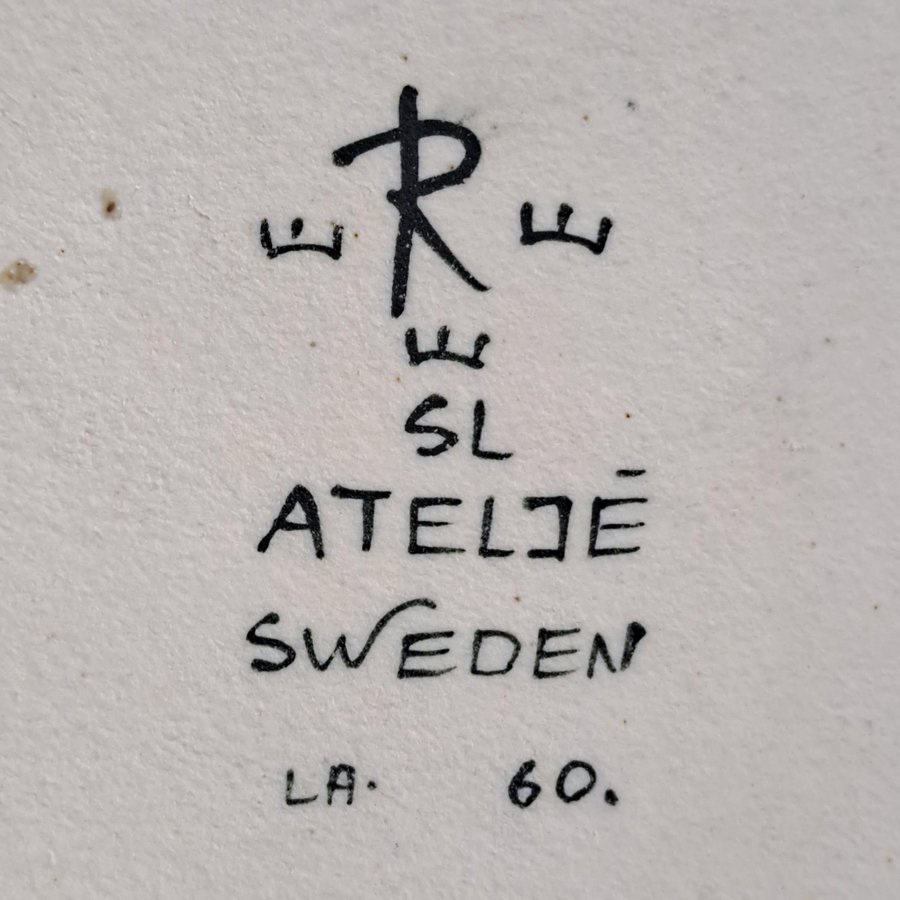 R
SL
ATELJÉ
SWEDEN
LA. 60.